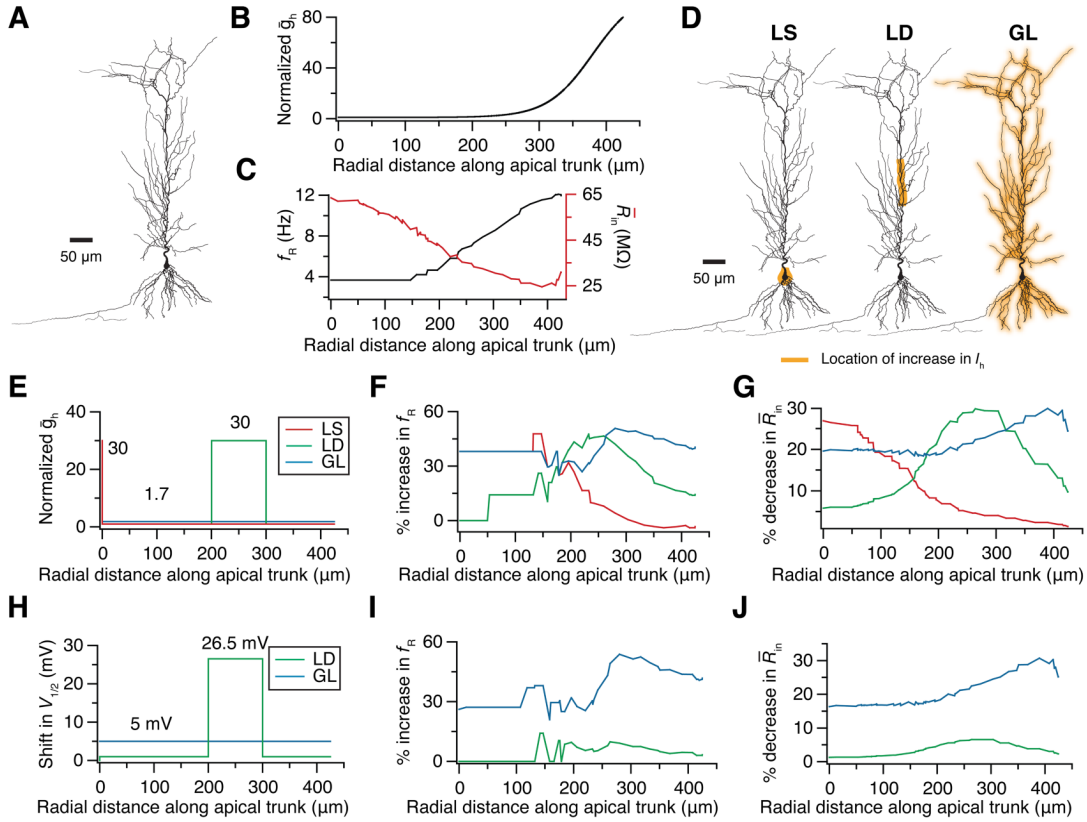 A
50 µm
B
Normalized ḡh
80
40
0
0 100 200 300 400
Radial distance along apical trunk (µm)
C
fR (Hz)
12
8
4
65
45
25
R̅in (MΩ)
0 100 200 300 400
Radial distance along apical trunk (µm)
D
LS LD GL
50 µm
Location of increase in Ih
E
Normalized ḡh
40
20
0
30
1.7
30
LS
LD
GL
0 100 200 300 400
Radial distance along apical trunk (µm)
F
% increase in fR
60
30
0
0 100 200 300 400
Radial distance along apical trunk (µm)
G
% decrease in R̅in
30
20
10
0 100 200 300 400
Radial distance along apical trunk (µm)
H
Shift in V1/2 (mV)
30
20
10
0
5 mV
26.5 mV
LD
GL
0 100 200 300 400
Radial distance along apical trunk (µm)
I
% increase in fR
60
30
0
0 100 200 300 400
Radial distance along apical trunk (µm)
J
% decrease in R̅in
30
20
10
0
0 100 200 300 400
Radial distance along apical trunk (µm)